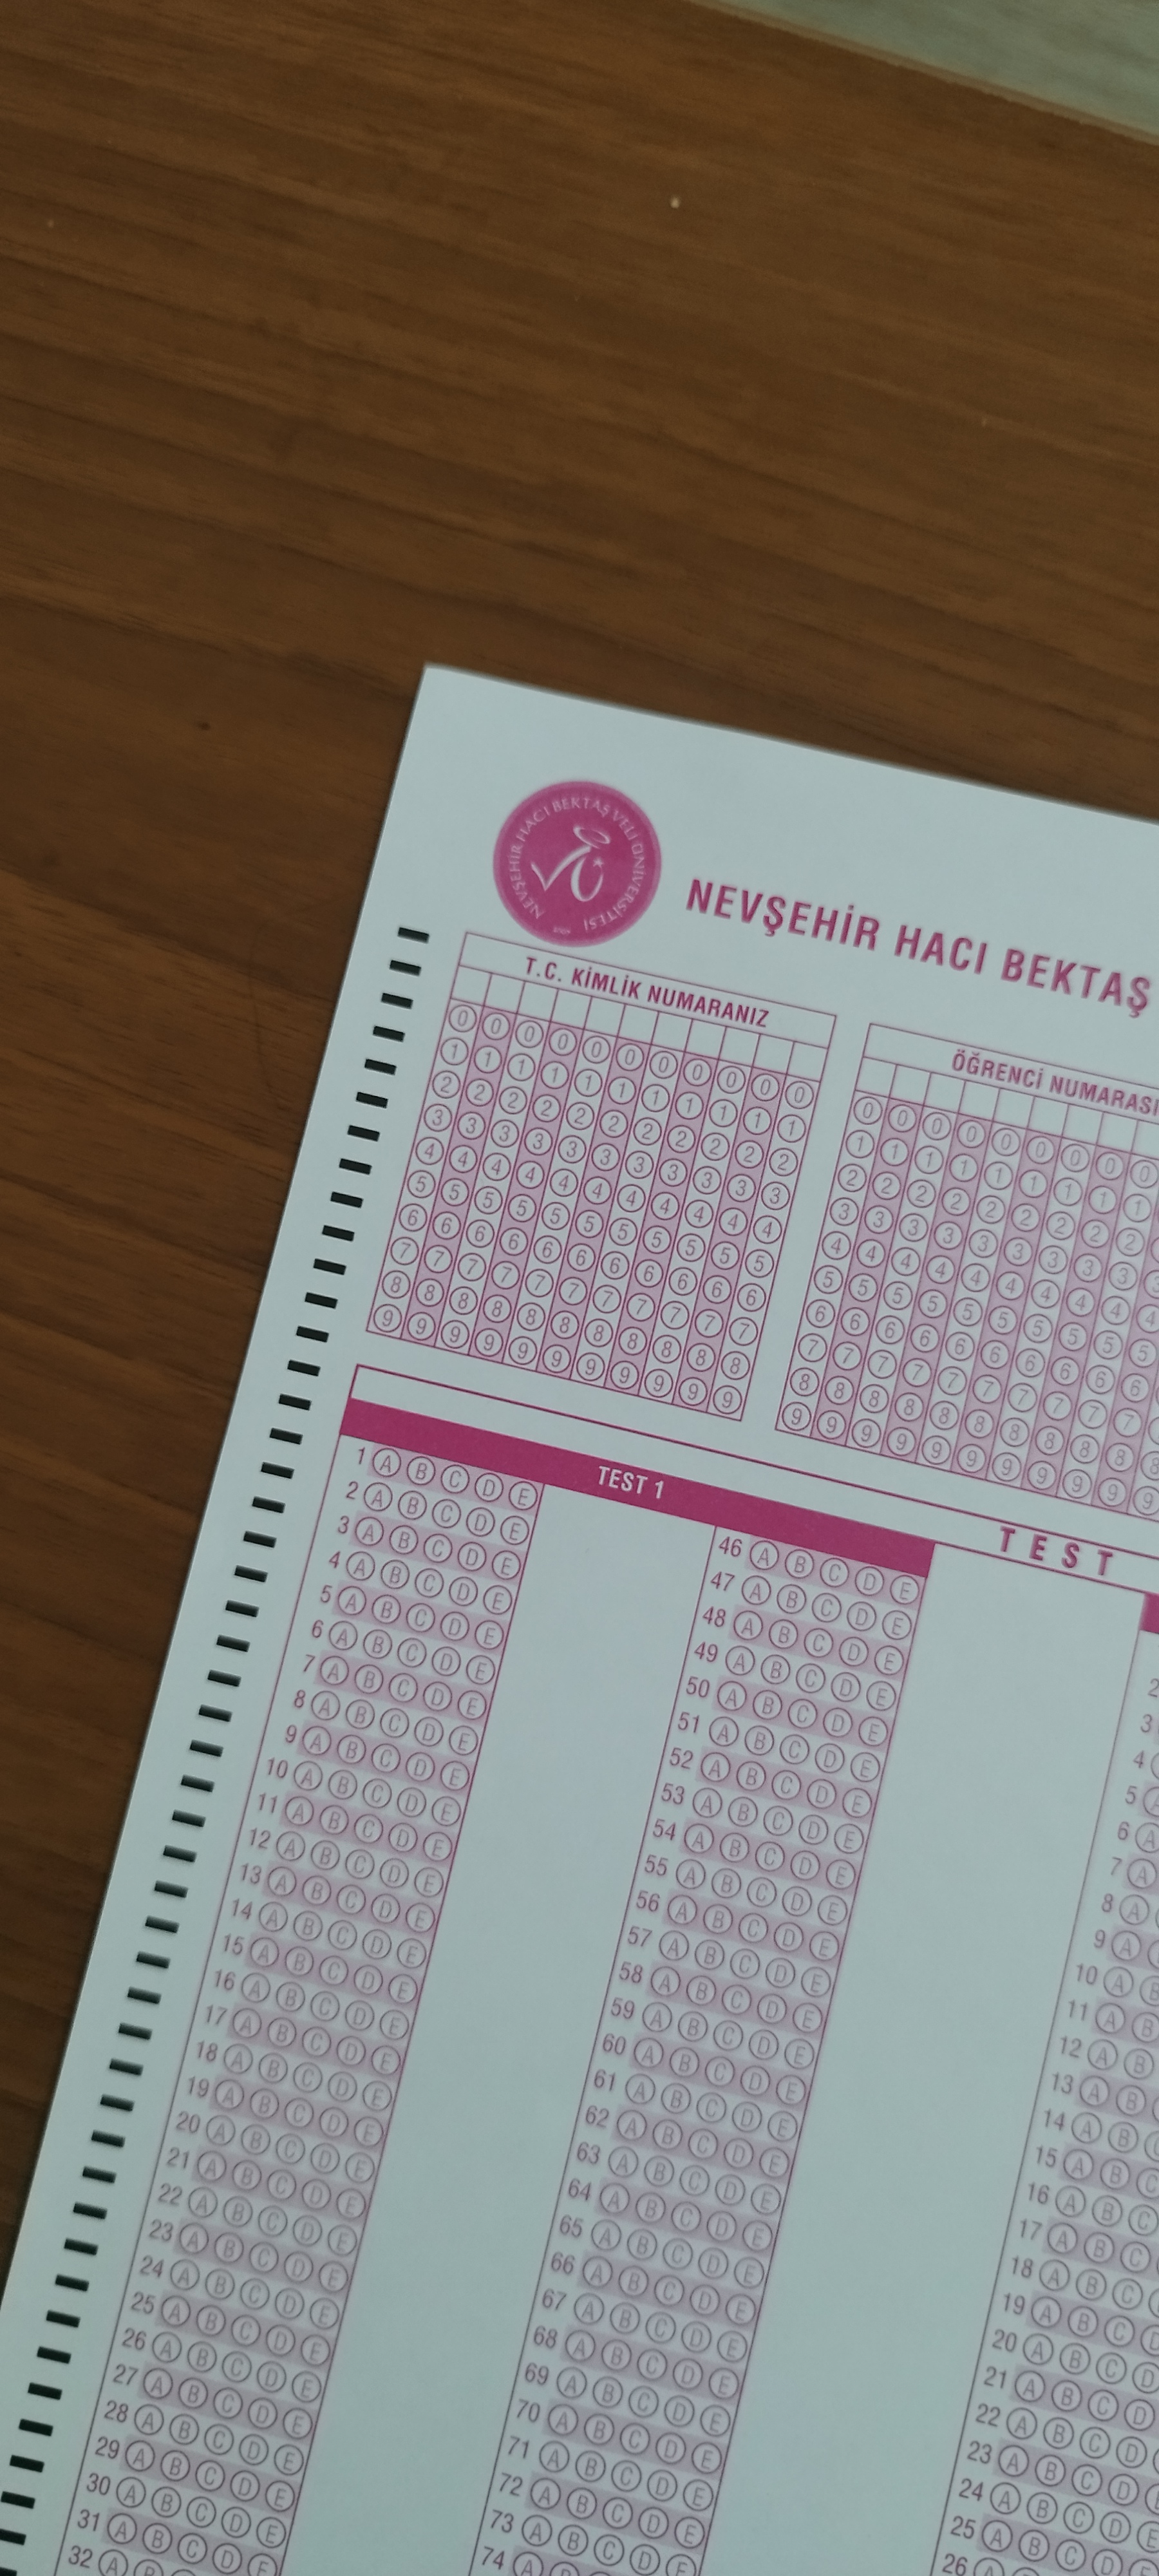 NEVŞEHİR HACI BEKTAŞ VELİ ÜNİVERSİTESİ
NEVŞEHİR HACI BEKTAŞ
T.C. KİMLİK NUMARANIZ
0 0 0 0 0 0 0 0 0 0 0
1 1 1 1 1 1 1 1 1 1 1
2 2 2 2 2 2 2 2 2 2 2
3 3 3 3 3 3 3 3 3 3 3
4 4 4 4 4 4 4 4 4 4 4
5 5 5 5 5 5 5 5 5 5 5
6 6 6 6 6 6 6 6 6 6 6
7 7 7 7 7 7 7 7 7 7 7
8 8 8 8 8 8 8 8 8 8 8
9 9 9 9 9 9 9 9 9 9 9
ÖĞRENCİ NUMARASI
0 0 0 0 0 0 0 0 0
1 1 1 1 1 1 1 1 1
2 2 2 2 2 2 2 2
3 3 3 3 3 3 3 3 3
4 4 4 4 4 4 4 4 4
5 5 5 5 5 5 5 5 5
6 6 6 6 6 6 6 6 6
7 7 7 7 7 7 7 7 7
8 8 8 8 8 8 8 8 8
9 9 9 9 9 9 9 9 9
TEST
TEST 1
1 A B C D E
2 A B C D E
3 A B C D E
4 A B C D E
5 A B C D E
6 A B C D E
7 A B C D E
8 A B C D E
9 A B C D E
10 A B C D E
11 A B C D E
12 A B C D E
13 A B C D E
14 A B C D E
15 A B C D E
16 A B C D E
17 A B C D E
18 A B C D E
19 A B C D E
20 A B C D E
21 A B C D E
22 A B C D E
23 A B C D E
24 A B C D E
25 A B C D E
26 A B C D E
27 A B C D E
28 A B C D E
29 A B C D E
30 A B C D E
31 A B C D E
32 A B
46 A B C D E
47 A B C D E
48 A B C D E
49 A B C D E
50 A B C D E
51 A B C D E
52 A B C D E
53 A B C D E
54 A B C D E
55 A B C D E
56 A B C D E
57 A B C D E
58 A B C D E
59 A B C D E
60 A B C D E
61 A B C D E
62 A B C D E
63 A B C D E
64 A B C D E
65 A B C D E
66 A B C D E
67 A B C D E
68 A B C D E
69 A B C D E
70 A B C D E
71 A B C D E
72 A B C D E
73 A B C D E
74 A
2
3
4
5 A
6 A
7 A
8 A
9 A
10 A B
11 A B
12 A B
13 A B
14 A B C
15 A B C
16 A B C
17 A B C
18 A B C
19 A B C D
20 A B C D
21 A B C D
22 A B C D
23 A B C D
24 A B C D
25 A B C D
26